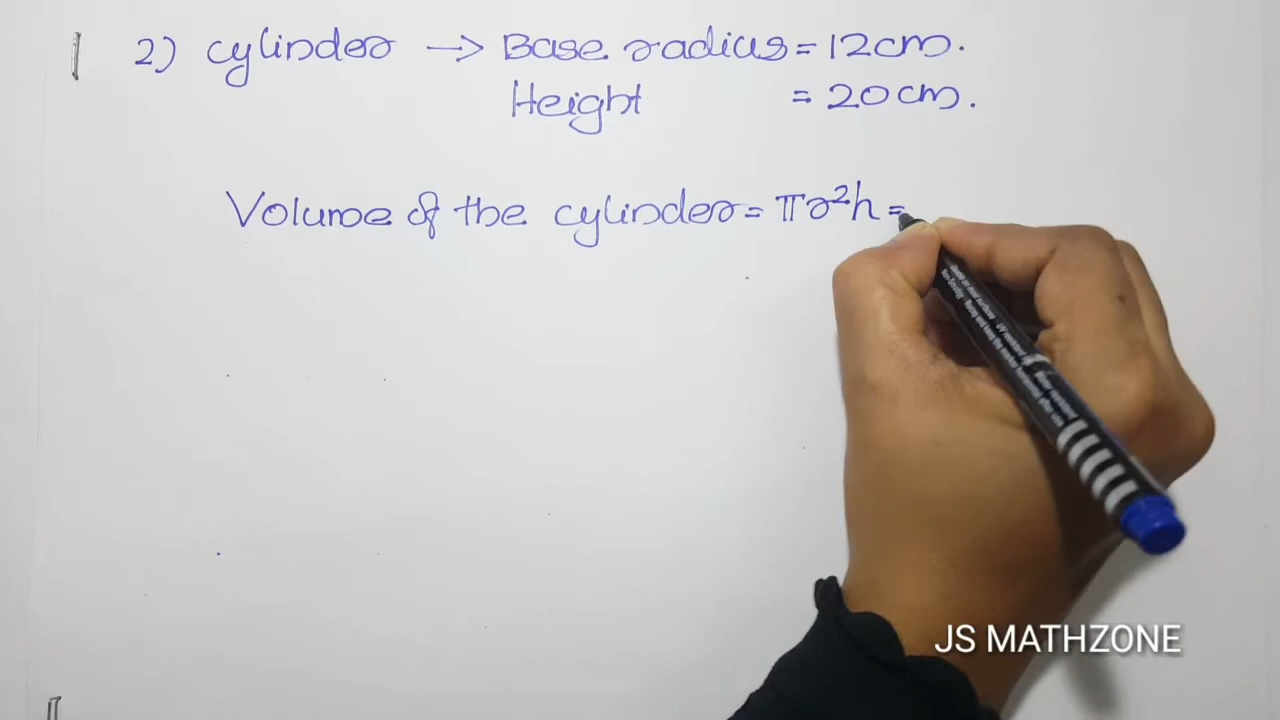 2) cylinder → Base radius = 12cm.
Height = 20cm.
Volume of the cylinder = πr²h =
JS MATHZONE